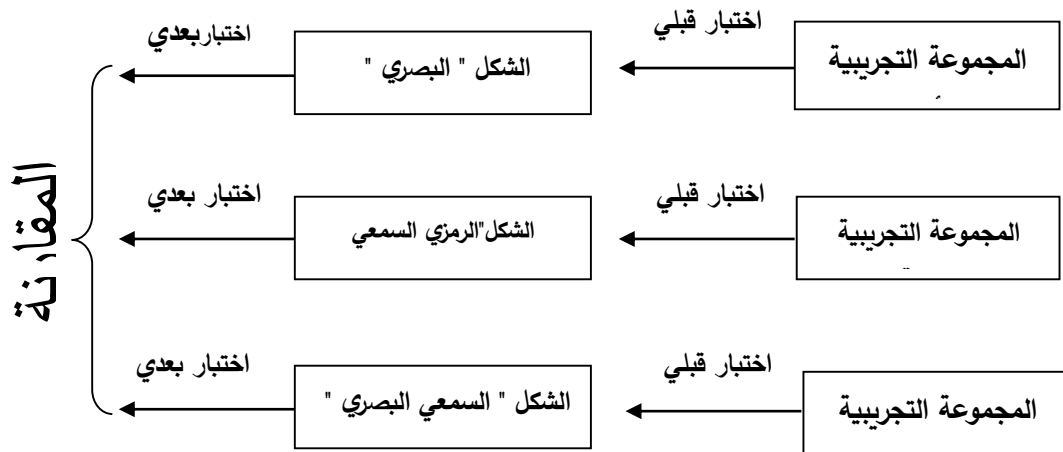 المجموعة التجريبية
اختبار قبلي
الشكل " البصري "
اختباربعدي
المجموعة التجريبية
اختبار قبلي
الشكل"الرمزي السمعي
اختبار بعدي
المجموعة التجريبية
اختبار قبلي
الشكل " السمعي البصري "
اختبار بعدي
المقارنة